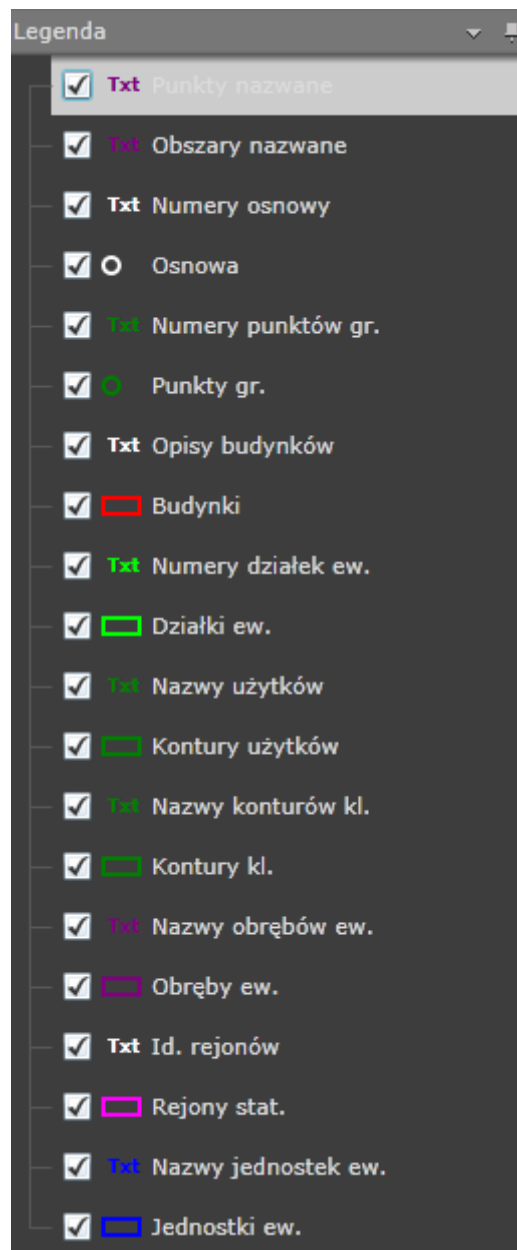 Legenda
Txt Punkty nazwane
Txt Obszary nazwane
Txt Numery osnowy
Osnowa
Txt Numery punktów gr.
Punkty gr.
Txt Opisy budynków
Budynki
Txt Numery działek ew.
Działki ew.
Txt Nazwy użytków
Kontury użytków
Txt Nazwy konturów kl.
Kontury kl.
Txt Nazwy obrębów ew.
Obręby ew.
Txt Id. rejonów
Rejony stat.
Txt Nazwy jednostek ew.
Jednostki ew.